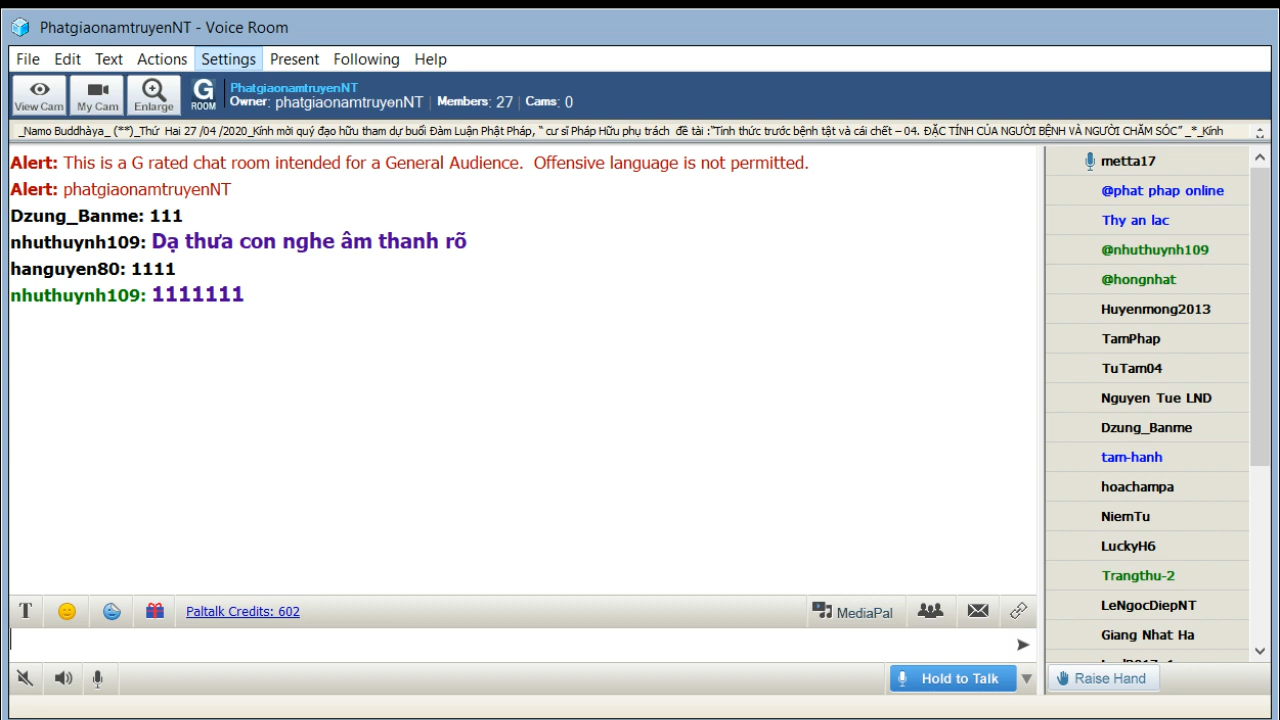 PhatgiaonamtruyenNT - Voice Room
File Edit Text Actions Settings Present Following Help
View Cam My Cam Enlarge G ROOM PhatgiaonamtruyenNT
Owner: phatgiaonamtruyenNT | Members: 27 | Cams: 0
_Namo Buddhàya_ (**)_Thứ Hai 27 /04 /2020_Kính mời quý đạo hữu tham dự buổi Đàm Luận Phật Pháp, " cư sĩ Pháp Hữu phụ trách đề tài :"Tỉnh thức trước bệnh tật và cái chết – 04. ĐẶC TÍNH CỦA NGƯỜI BỆNH VÀ NGƯỜI CHĂM SÓC" _*_Kính
Alert: This is a G rated chat room intended for a General Audience. Offensive language is not permitted.
Alert: phatgiaonamtruyenNT
Dzung_Banme: 111
nhuthuynh109: Dạ thưa con nghe âm thanh rõ
hanguyen80: 1111
nhuthuynh109: 1111111
metta17
@phat phap online
Thy an lac
@nhuthuynh109
@hongnhat
Huyenmong2013
TamPhap
TuTam04
Nguyen Tue LND
Dzung_Banme
tam-hanh
hoachampa
NiemTu
LuckyH6
Trangthu-2
LeNgocDiepNT
Giang Nhat Ha
T Paltalk Credits: 602 MediaPal
Hold to Talk Raise Hand